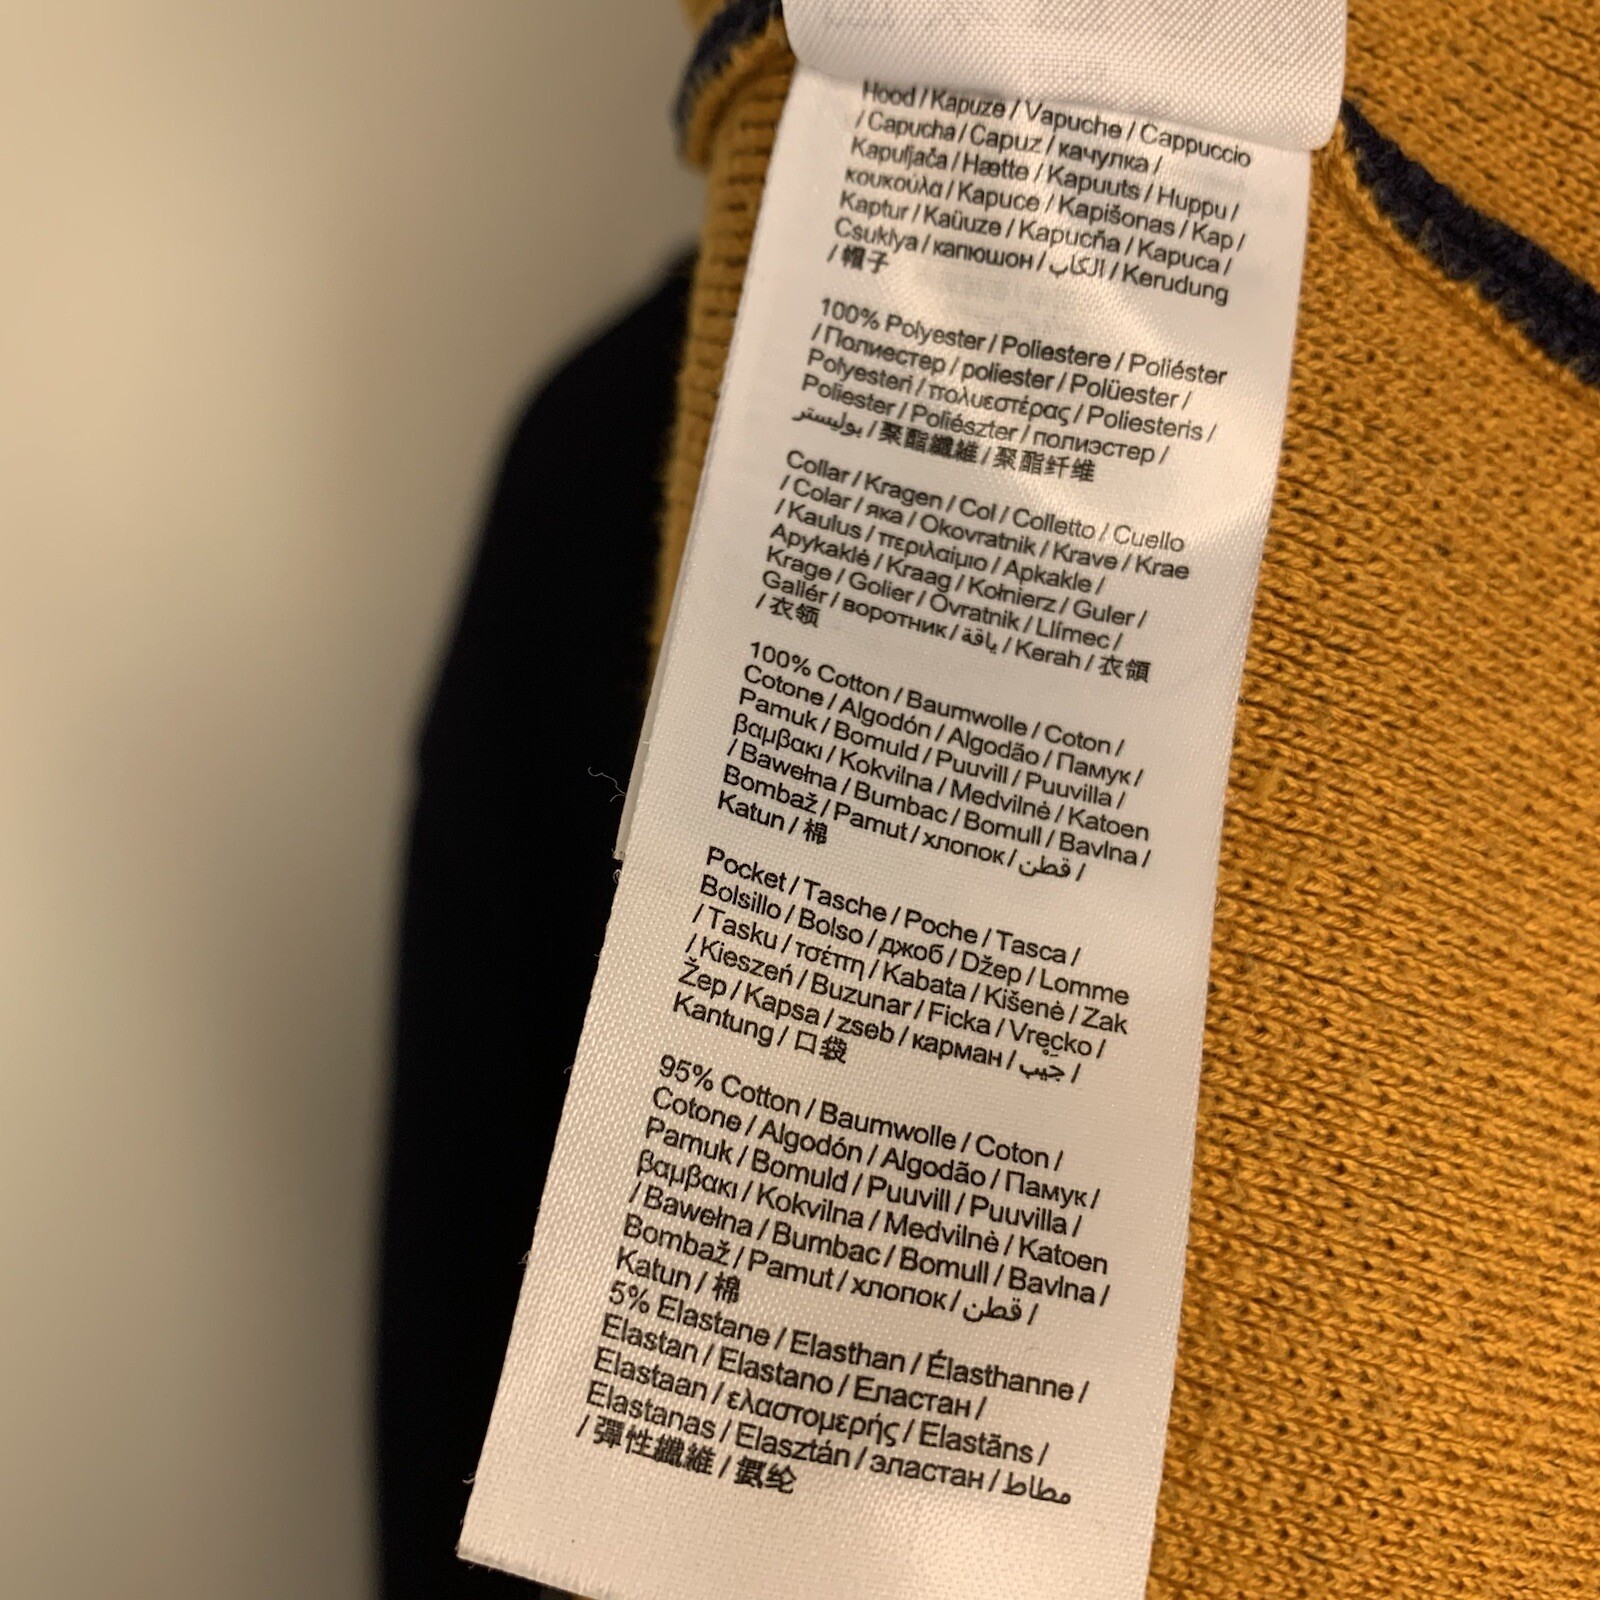 Hood / Kapuze / Vapuche / Cappuccio
/ Capucha / Capuz / качулка /
Kapuljača / Hætte / Kapuuts / Huppu /
κουκούλα / Kapuce / Kapišonas / Kap /
Kaptur / Kaüuze / Kapucňa / Kapuca /
Csuklya / капюшон / الكاب / Kerudung
/ 帽子
100% Polyester / Poliestere / Poliéster
/ Полиестер / poliester / Polüester /
Polyesteri / πολυεστέρας / Poliesteris /
Poliester / Poliészter / полиэстер /
بوليستر / 聚酯纖維 / 聚酯纤维
Collar / Kragen / Col / Colletto / Cuello
/ Colar / яка / Okovratnik / Krave / Krae
/ Kaulus / περιλαίμιο / Apkakle /
Apykaklė / Kraag / Kołnierz / Guler /
Krage / Golier / Ovratnik / Llímec /
Gallér / воротник / ياقة / Kerah / 衣領
/ 衣领
100% Cotton / Baumwolle / Coton /
Cotone / Algodón / Algodão / Памук /
Pamuk / Bomuld / Puuvill / Puuvilla /
βαμβακι / Kokvilna / Medvilnė / Katoen
/ Bawełna / Bumbac / Bomull / Bavlna /
Bombaž / Pamut / хлопок / قطن /
Katun / 棉
Pocket / Tasche / Poche / Tasca /
Bolsillo / Bolso / джоб / Džep / Lomme
/ Tasku / τσέπη / Kabata / Kišenė / Zak
/ Kieszeń / Buzunar / Ficka / Vręcko /
Žep / Kapsa / zseb / карман / جَيْب /
Kantung / 口袋
95% Cotton / Baumwolle / Coton /
Cotone / Algodón / Algodão / Памук /
Pamuk / Bomuld / Puuvill / Puuvilla /
βαμβακι / Kokvilna / Medvilnė / Katoen
/ Bawełna / Bumbac / Bomull / Bavlna /
Bombaž / Pamut / хлопок / قطن /
Katun / 棉
5% Elastane / Elasthan / Élasthanne /
Elastan / Elastano / Еластан /
Elastaan / ελαστομερής / Elastāns /
Elastanas / Elasztán / эластан / مطاط
/ 彈性纖維 / 氨纶